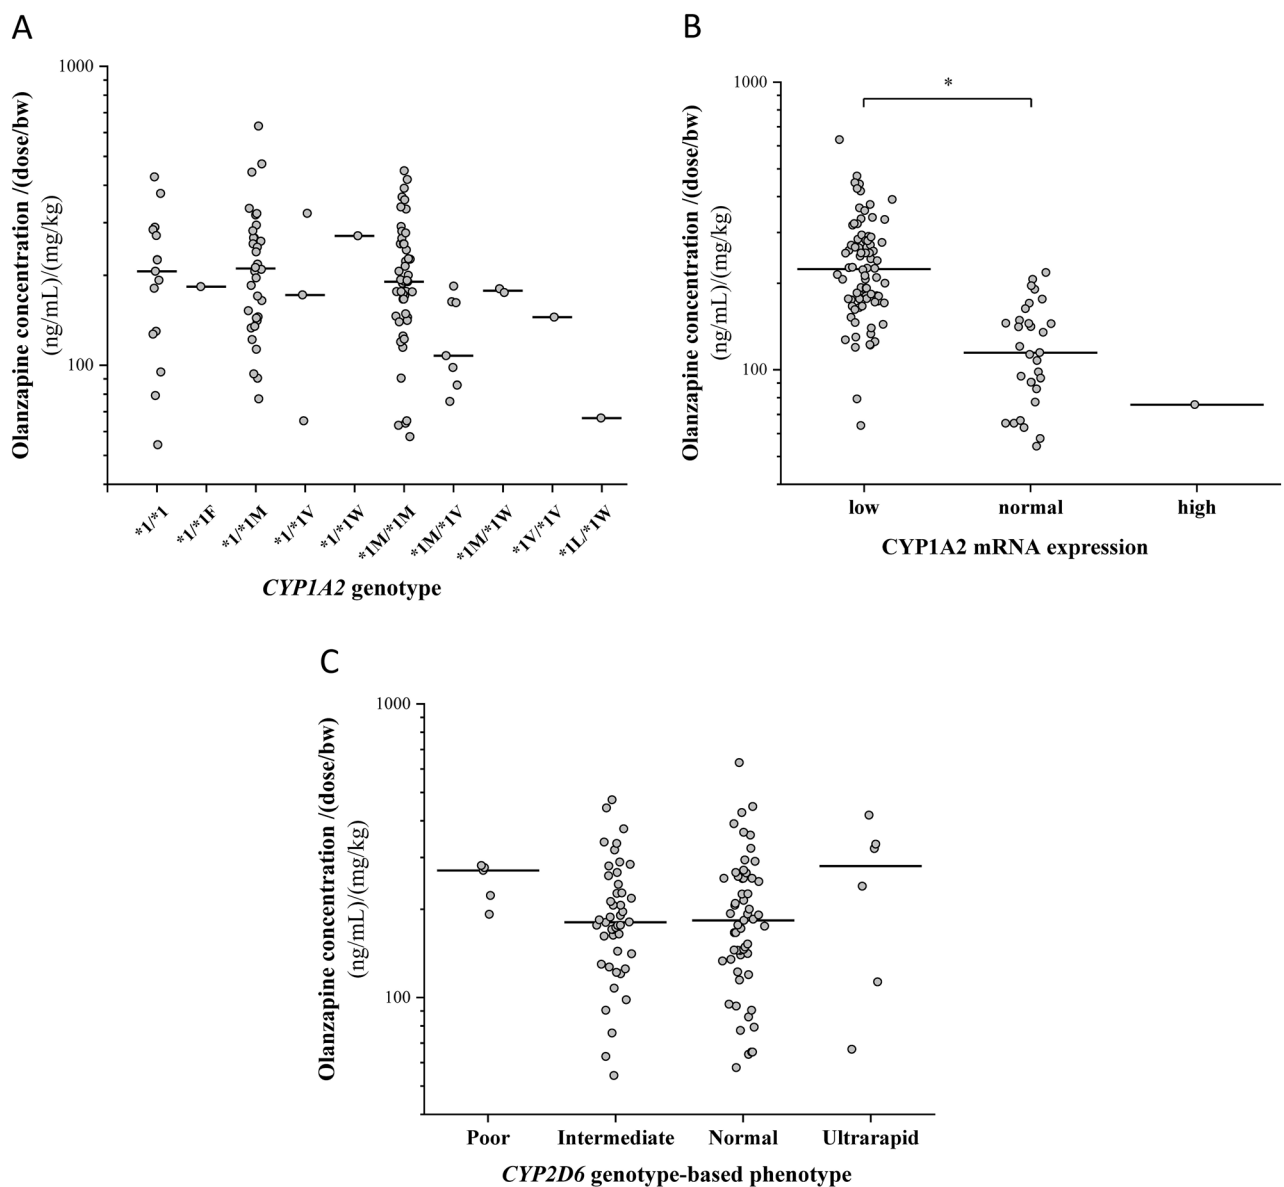 A
Olanzapine concentration /(dose/bw)
(ng/mL)/(mg/kg)
1000
100
*1/*1
*1/*1F
*1/*1M
*1/*1V
*1/*1W
*1M/*1M
*1M/*1V
*1M/*1W
*1V/*1V
*1L/*1W
CYP1A2 genotype
B
Olanzapine concentration /(dose/bw)
(ng/mL)/(mg/kg)
1000
100
*
low normal high
CYP1A2 mRNA expression
C
Olanzapine concentration /(dose/bw)
(ng/mL)/(mg/kg)
1000
100
Poor Intermediate Normal Ultrarapid
CYP2D6 genotype-based phenotype